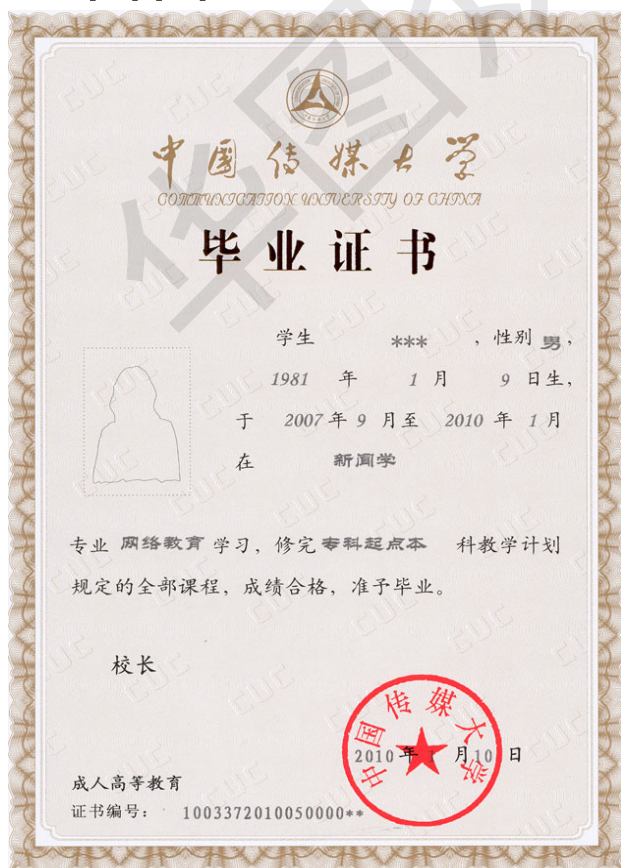 中国传媒大学
COMMUNICATION UNIVERSITY OF CHINA
毕业证书
学生 *** ，性别 男，
1981 年 1 月 9 日生，
于 2007 年 9 月至 2010 年 1 月
在 新闻学
专业 网络教育 学习，修完 专科起点本 科教学计划
规定的全部课程，成绩合格，准予毕业。
校长
中国传媒大学
2010 年 1 月 10 日
成人高等教育
证书编号： 1003372010050000**
华图
CUC